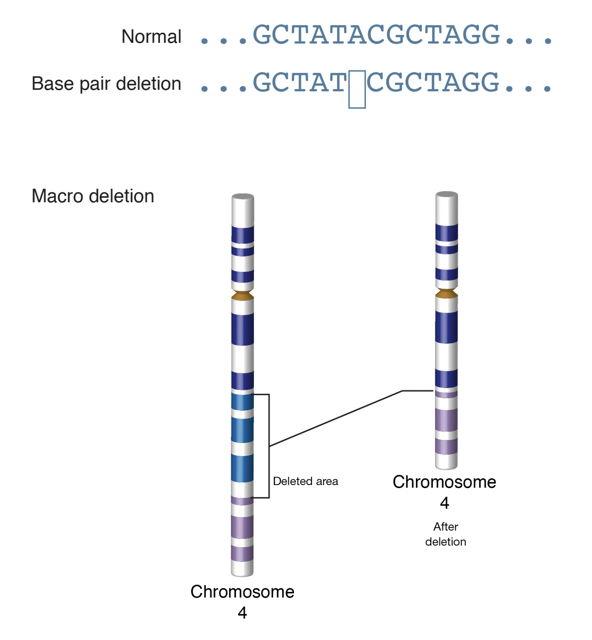 Normal ...GCTATACGCTAGG...
Base pair deletion ...GCTAT CGCTAGG...
Macro deletion
Deleted area
Chromosome
4
After
deletion
Chromosome
4